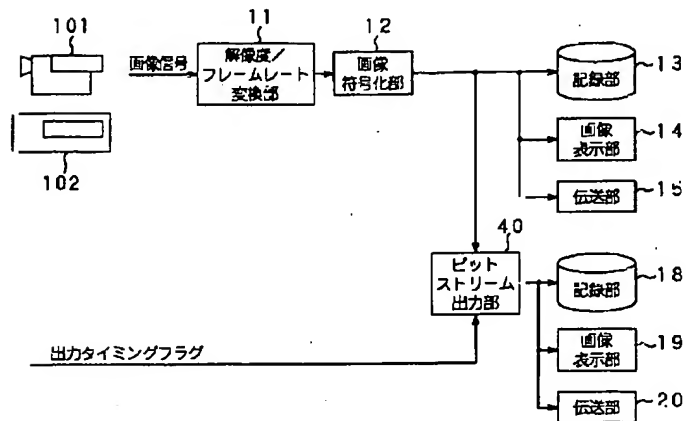 101
102
画像信号
11
解像度/
フレームレート
変換部
12
画像
符号化部
記録部
13
画像
表示部
14
伝送部
15
40
ビット
ストリーム
出力部
出力タイミングフラグ
記録部
18
画像
表示部
19
伝送部
20